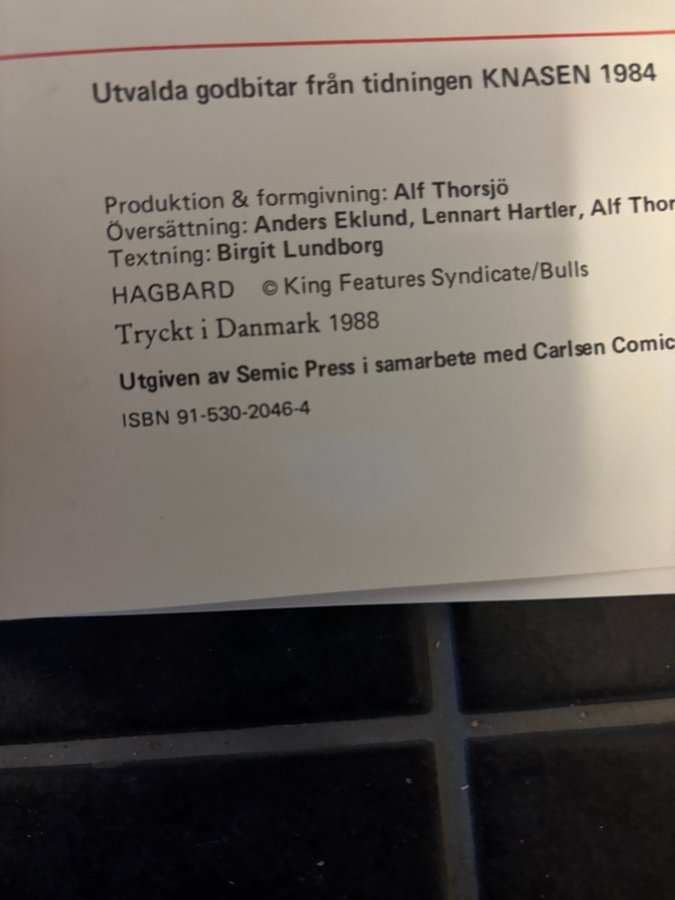 Utvalda godbitar från tidningen KNASEN 1984
Produktion & formgivning: Alf Thorsjö
Översättning: Anders Eklund, Lennart Hartler, Alf Thor
Textning: Birgit Lundborg
HAGBARD © King Features Syndicate/Bulls
Tryckt i Danmark 1988
Utgiven av Semic Press i samarbete med Carlsen Comic
ISBN 91-530-2046-4